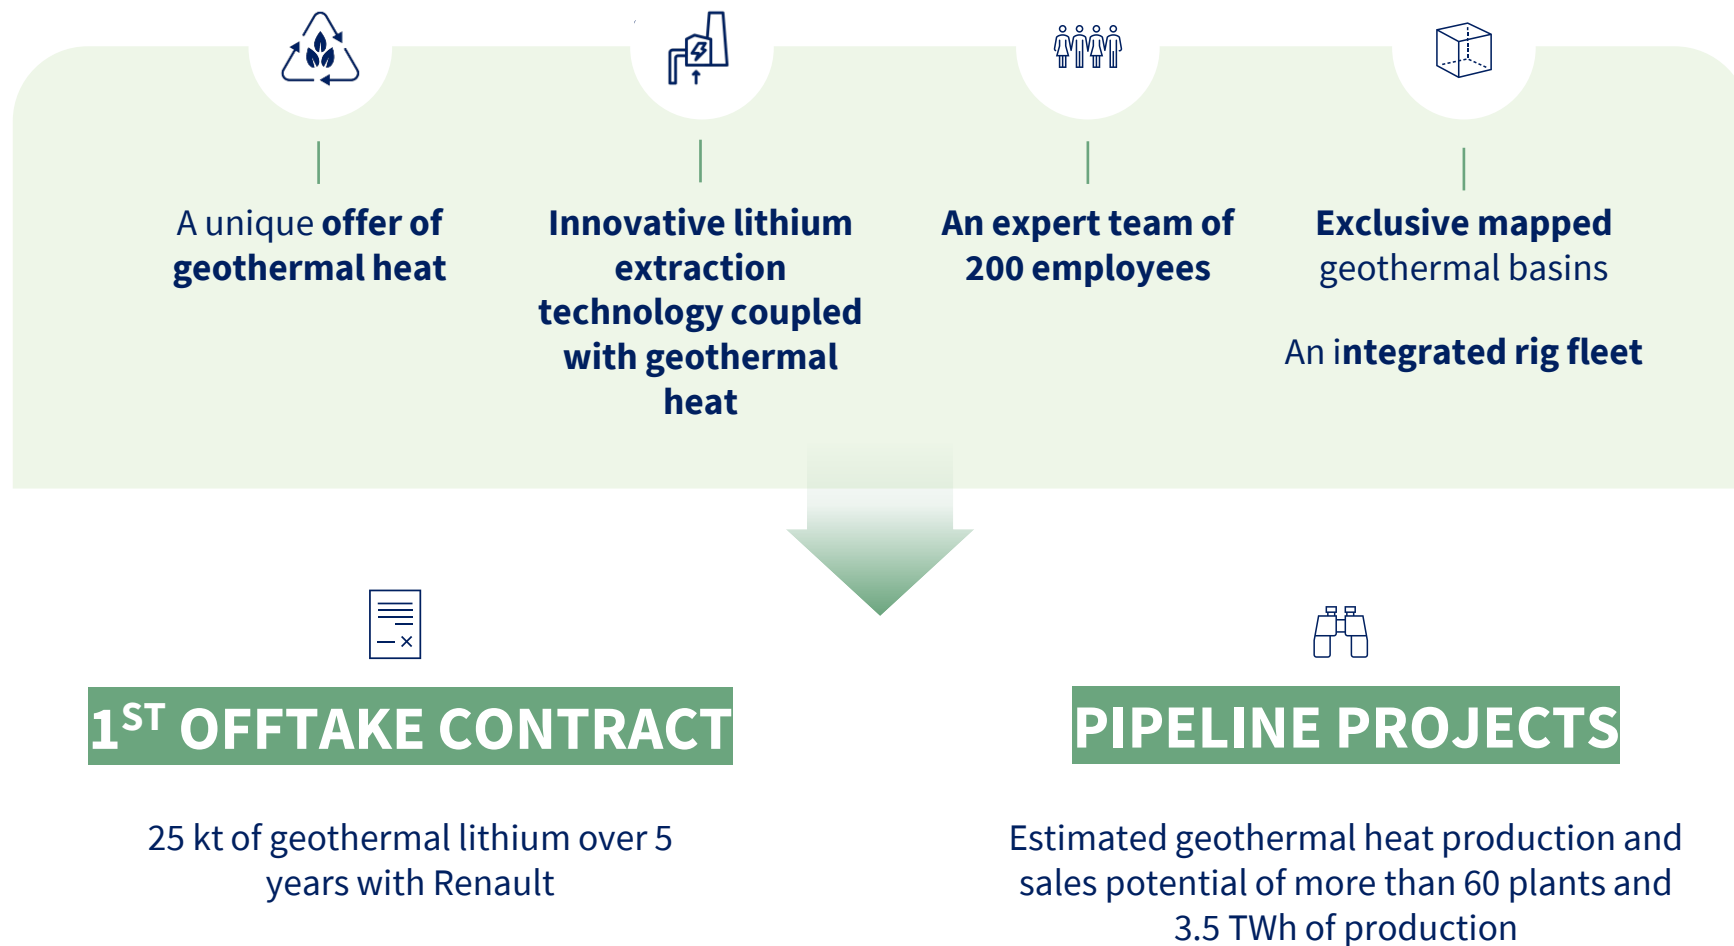 A unique offer of
geothermal heat
Innovative lithium
extraction
technology coupled
with geothermal
heat
An expert team of
200 employees
Exclusive mapped
geothermal basins
An integrated rig fleet
1ST OFFTAKE CONTRACT
25 kt of geothermal lithium over 5
years with Renault
PIPELINE PROJECTS
Estimated geothermal heat production and
sales potential of more than 60 plants and
3.5 TWh of production